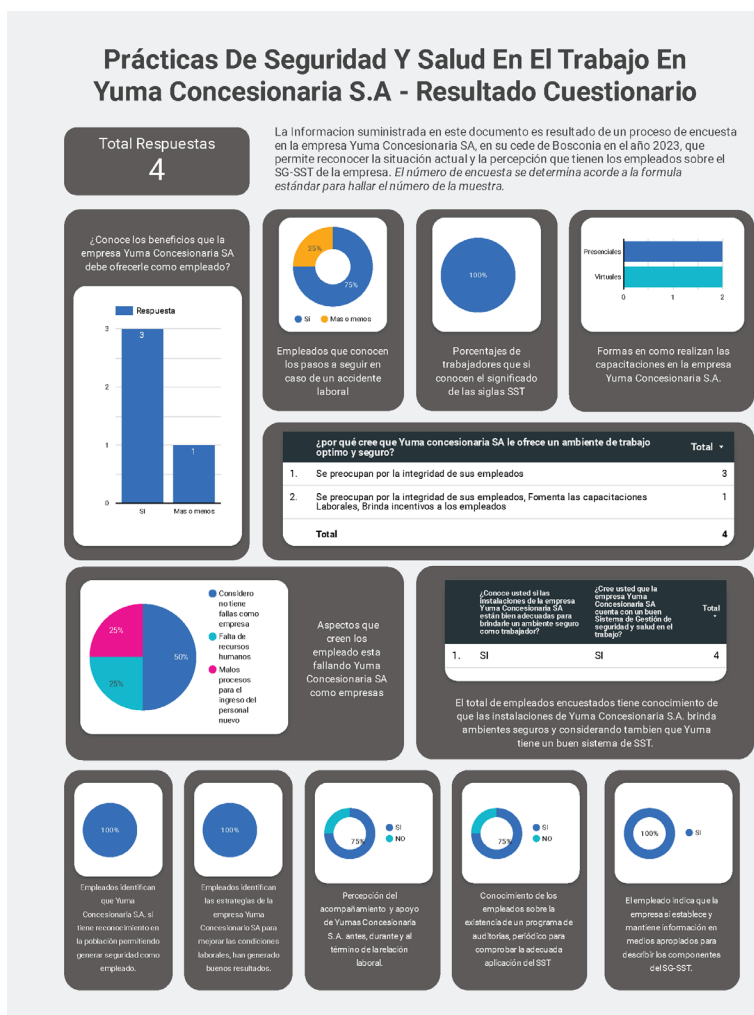 Prácticas De Seguridad Y Salud En El Trabajo En
Yuma Concesionaria S.A - Resultado Cuestionario
Total Respuestas
4
La Informacion suministrada en este documento es resultado de un proceso de encuesta
en la empresa Yuma Concesionaria SA, en su cede de Bosconia en el año 2023, que
permite reconocer la situación actual y la percepción que tienen los empleados sobre el
SG-SST de la empresa. El número de encuesta se determina acorde a la formula
estándar para hallar el número de la muestra.
¿Conoce los beneficios que la
empresa Yuma Concesionaria SA
debe ofrecerle como empleado?
Respuesta
3
2
1
0
3
1
SI
Mas o menos
25%
75%
Sí
Mas o menos
Empleados que conocen
los pasos a seguir en
caso de un accidente
laboral
100%
Porcentajes de
trabajadores que si
conocen el significado
de las siglas SST
Presenciales
Virtuales
0
1
2
Formas en como realizan las
capacitaciones en la empresa
Yuma Concesionaria S.A.
¿por qué cree que Yuma concesionaria SA le ofrece un ambiente de trabajo
optimo y seguro?
Total
1. Se preocupan por la integridad de sus empleados 3
2. Se preocupan por la integridad de sus empleados, Fomenta las capacitaciones 1
Laborales, Brinda incentivos a los empleados
Total 4
25%
25%
50%
Considero
no tiene
fallas como
empresa
Falta de
recursos
humanos
Malos
procesos
para el
ingreso del
personal
nuevo
Aspectos que
creen los
empleado esta
fallando Yuma
Concesionaria SA
como empresas
¿Conoce usted si las
instalaciones de la empresa
Yuma Concesionaria SA
están bien adecuadas para
brindarle un ambiente seguro
como trabajador?
¿Cree usted que la
empresa Yuma
Concesionaria SA
cuenta con un buen
Sistema de Gestión de
seguridad y salud en el
trabajo?
Total
1. SI SI 4
El total de empleados encuestados tiene conocimiento de
que las instalaciones de Yuma Concesionaria S.A. brinda
ambientes seguros y considerando tambien que Yuma
tiene un buen sistema de SST.
100%
Empleados identifican
que Yuma
Concesionaria S.A. si
tiene reconocimiento en
la población permitiendo
generar seguridad como
empleado.
100%
Empleados identifican
las estrategias de la
empresa Yuma
Concesionario SA para
mejorar las condiciones
laborales, han generado
buenos resultados.
75%
SI
NO
Percepción del
acompañamiento y apoyo
de Yumas Concesionaria
S.A. antes, durante y al
término de la relación
laboral.
75%
SI
NO
Conocimiento de los
empleados sobre la
existencia de un programa de
auditorias, periódico para
comprobar la adecuada
aplicación del SST
100%
SI
El empleado indica que la
empresa si establece y
mantiene información en
medios apropiados para
describir los componentes
del SG-SST.